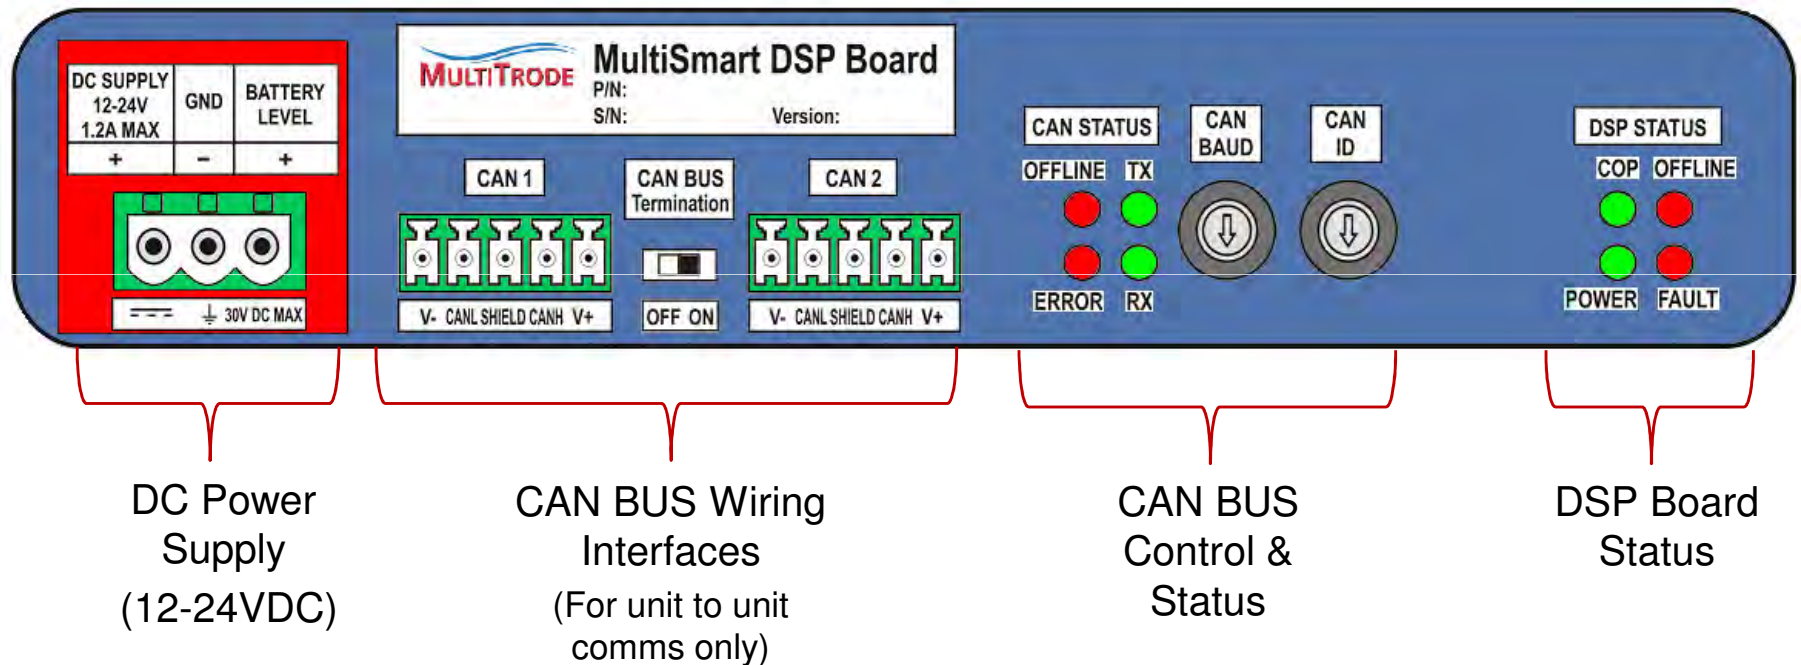 DC SUPPLY
12-24V
1.2A MAX
GND
BATTERY
LEVEL
+
−
+
30V DC MAX
MULTITRODE
MultiSmart DSP Board
P/N:
S/N:
Version:
CAN 1
CAN BUS
Termination
CAN 2
V- CANL SHIELD CANH V+
OFF ON
V- CANL SHIELD CANH V+
CAN STATUS
OFFLINE TX
ERROR RX
CAN
BAUD
CAN
ID
DSP STATUS
COP OFFLINE
POWER FAULT
DC Power
Supply
(12-24VDC)
CAN BUS Wiring
Interfaces
(For unit to unit
comms only)
CAN BUS
Control &
Status
DSP Board
Status